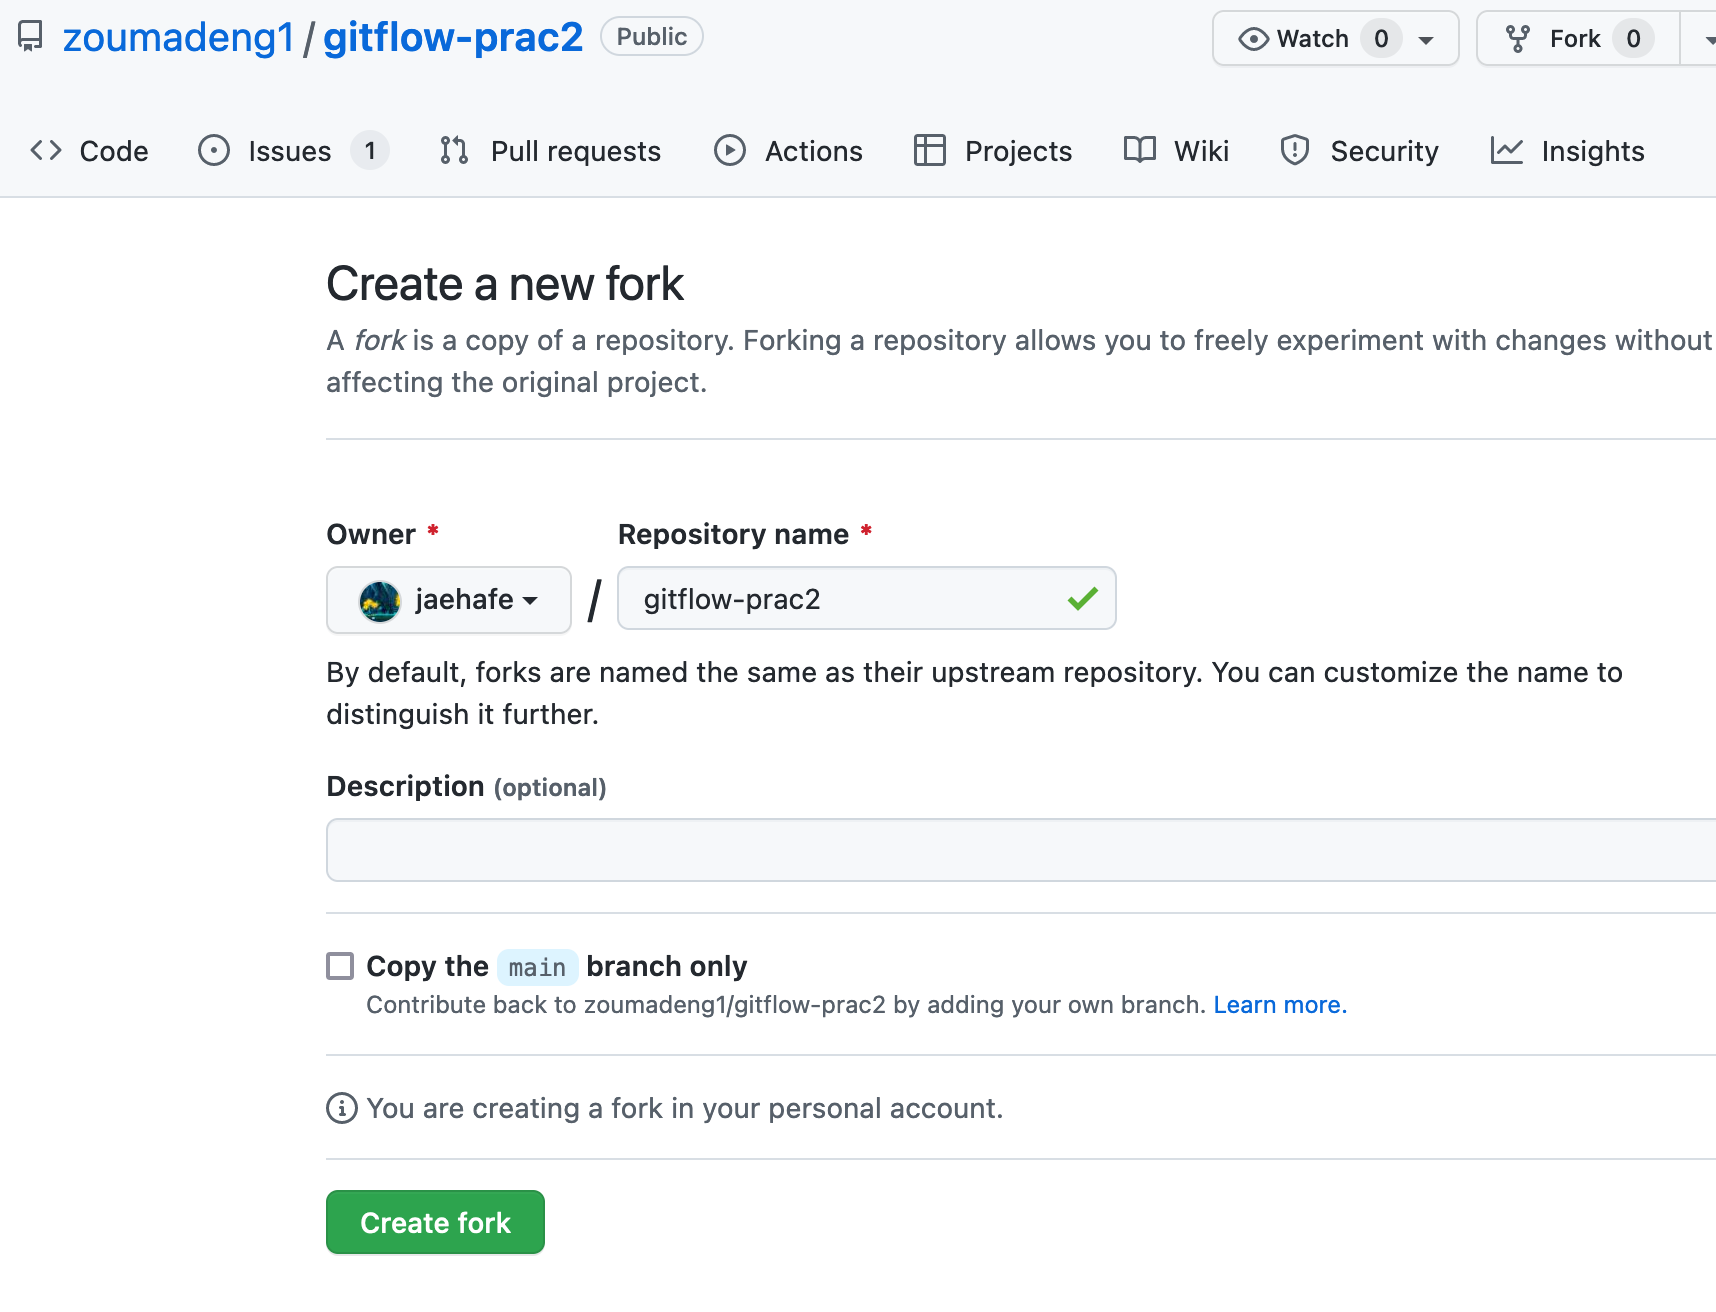 zoumadeng1 / gitflow-prac2 Public Watch 0 Fork 0
Code Issues 1 Pull requests Actions Projects Wiki Security Insights
Create a new fork
A fork is a copy of a repository. Forking a repository allows you to freely experiment with changes without
affecting the original project.
Owner * Repository name *
jaehafe / gitflow-prac2
By default, forks are named the same as their upstream repository. You can customize the name to
distinguish it further.
Description (optional)
Copy the main branch only
Contribute back to zoumadeng1/gitflow-prac2 by adding your own branch. Learn more.
You are creating a fork in your personal account.
Create fork